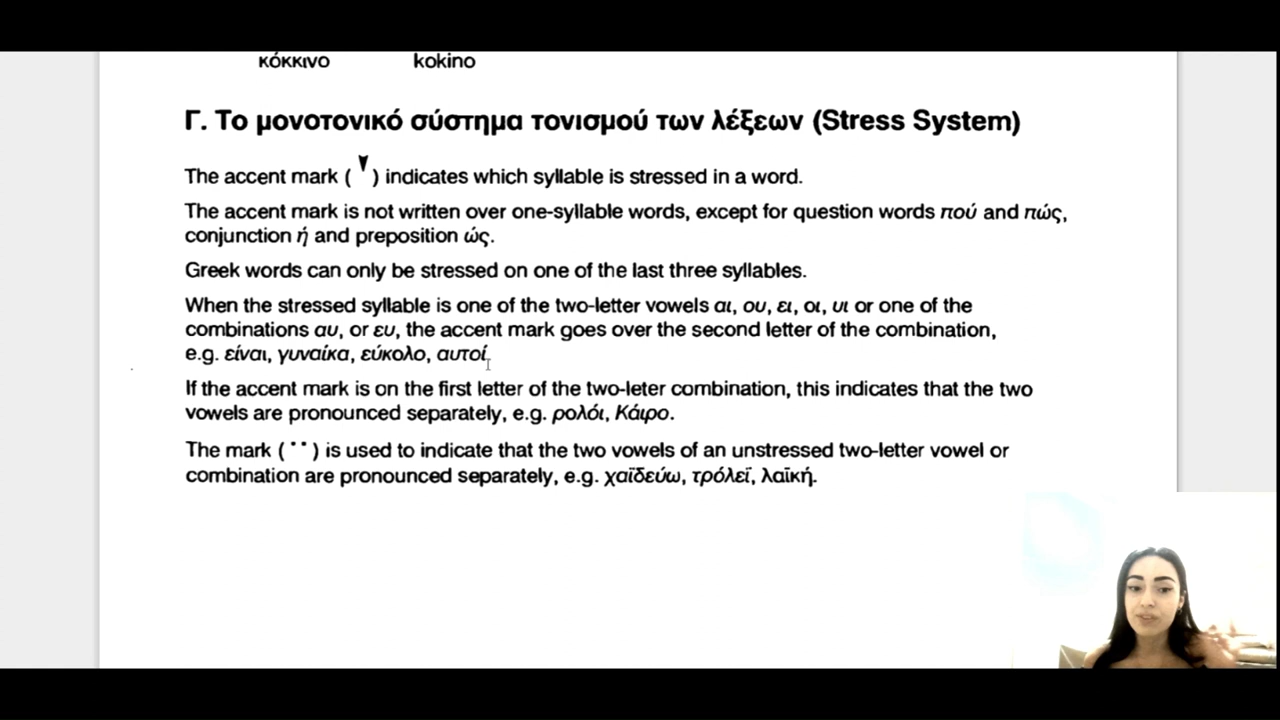 κόκκινο kokino
Γ. Το μονοτονικό σύστημα τονισμού των λέξεων (Stress System)
The accent mark ( ΄ ) indicates which syllable is stressed in a word.
The accent mark is not written over one-syllable words, except for question words πού and πώς,
conjunction ή and preposition ώς.
Greek words can only be stressed on one of the last three syllables.
When the stressed syllable is one of the two-letter vowels αι, ου, ει, οι, υι or one of the
combinations αυ, or ευ, the accent mark goes over the second letter of the combination,
e.g. είναι, γυναίκα, εύκολο, αυτοί.
If the accent mark is on the first letter of the two-leter combination, this indicates that the two
vowels are pronounced separately, e.g. ρολόι, Κάιρο.
The mark ( ¨ ) is used to indicate that the two vowels of an unstressed two-letter vowel or
combination are pronounced separately, e.g. χαϊδεύω, τρόλεϊ, λαϊκή.